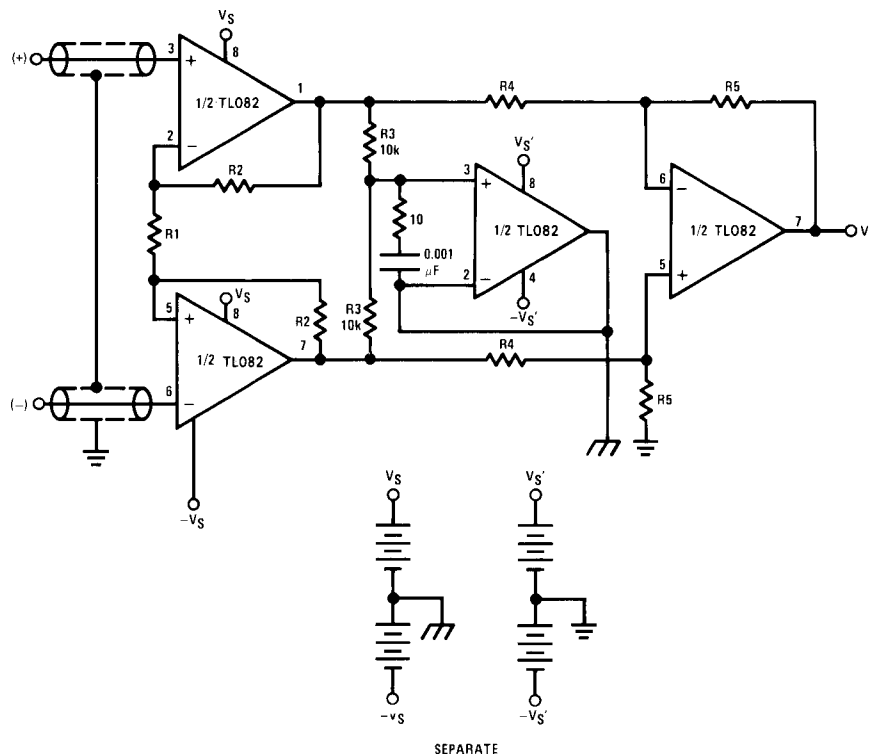 VS
(+)
3
+
8
1/2 TL082
1
2
−
R4
R5
R3
10k
VS'
R2
3
+
8
6
−
10
1/2 TL082
1/2 TL082
7
V
R1
0.001
μF
2
−
4
5
+
VS
−VS'
5
+
8
R2
R3
10k
1/2 TL082
7
R4
(−)
6
−
R5
−VS
VS
VS'
−vS
−VS'
SEPARATE